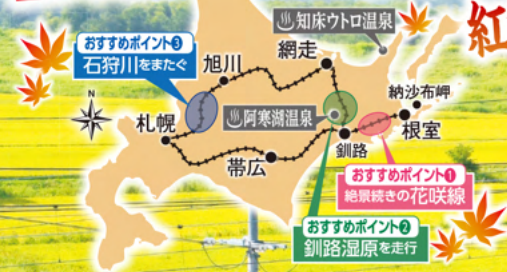 知床ウトロ温泉
紅
おすすめポイント❸
石狩川をまたぐ
旭川
網走
N
納沙布岬
札幌
阿寒湖温泉
根室
釧路
帯広
おすすめポイント❶
絶景続きの花咲線
おすすめポイント❷
釧路湿原を走行